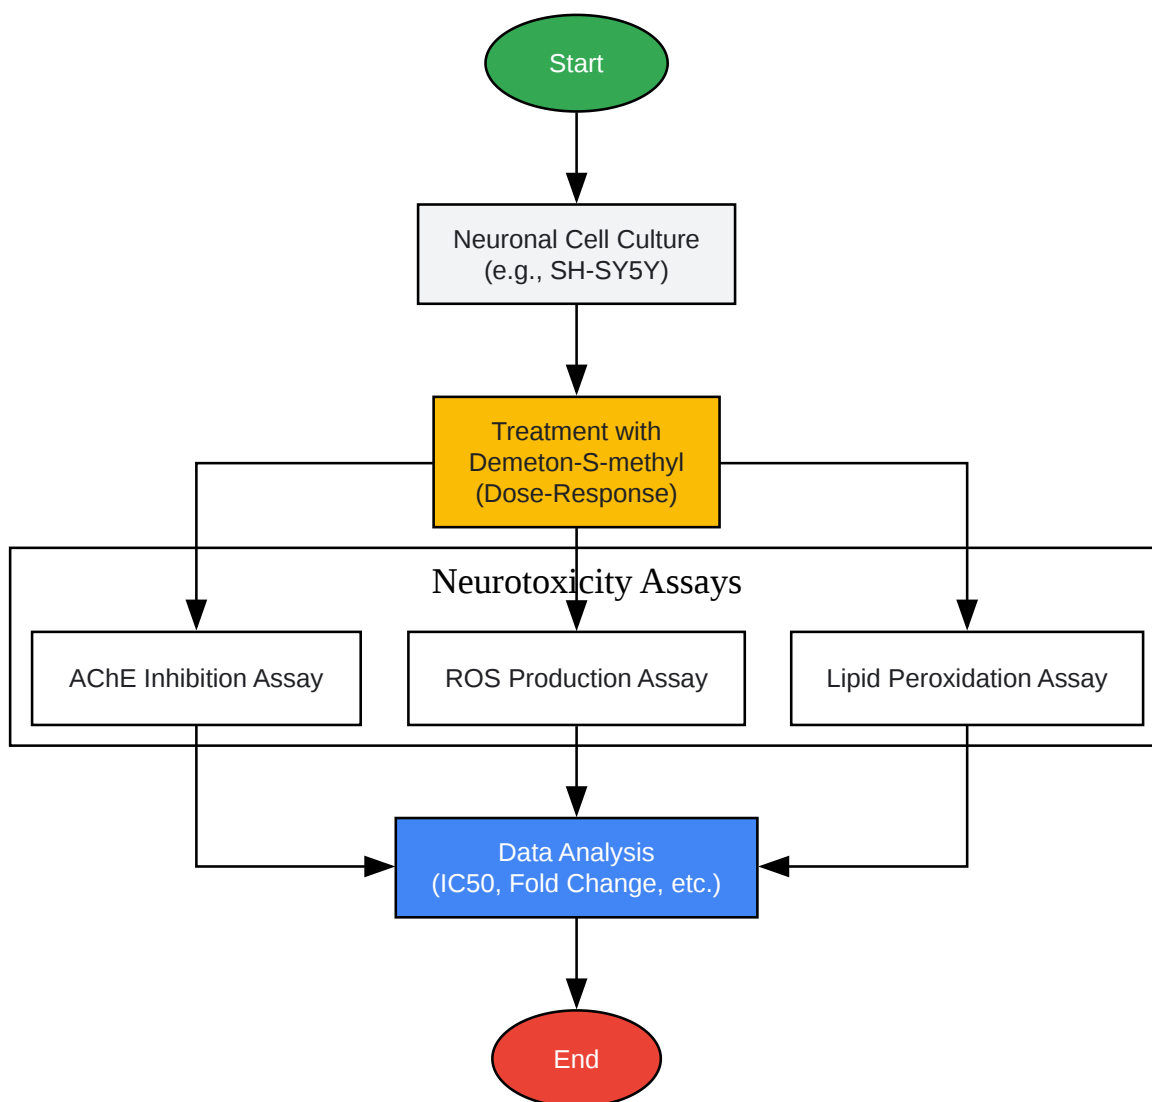 Start
Neuronal Cell Culture
(e.g., SH-SY5Y)
Treatment with
Demeton-S-methyl
(Dose-Response)
Neurotoxicity Assays
AChE Inhibition Assay
ROS Production Assay
Lipid Peroxidation Assay
Data Analysis
(IC50, Fold Change, etc.)
End